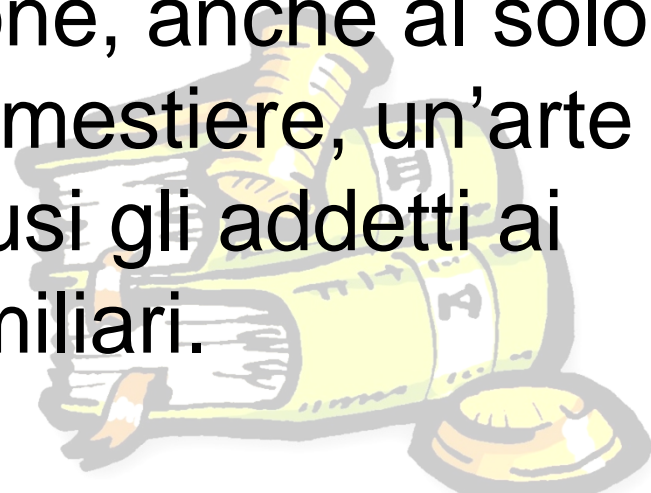 one, anche al solo
mestiere, un’arte
usi gli addetti ai
miliari.